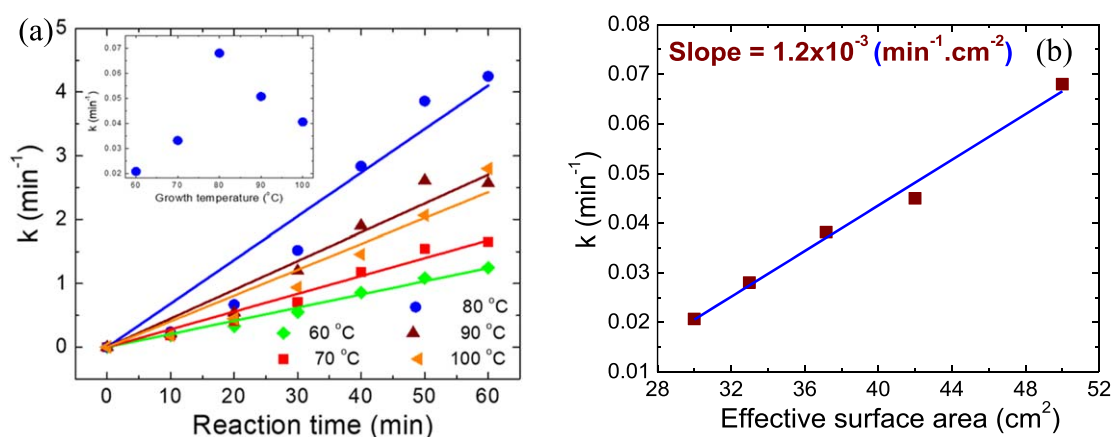 (a)
5
4
3
2
1
0
k (min⁻¹)
0 10 20 30 40 50 60
Reaction time (min)
0.07
0.06
0.05
0.04
0.03
0.02
k (min⁻¹)
60 70 80 90 100
Growth temperature (°C)
80 °C
60 °C
90 °C
70 °C
100 °C
(b)
Slope = 1.2x10⁻³ (min⁻¹.cm⁻²)
0.08
0.07
0.06
0.05
0.04
0.03
0.02
0.01
k (min⁻¹)
28 32 36 40 44 48 52
Effective surface area (cm²)